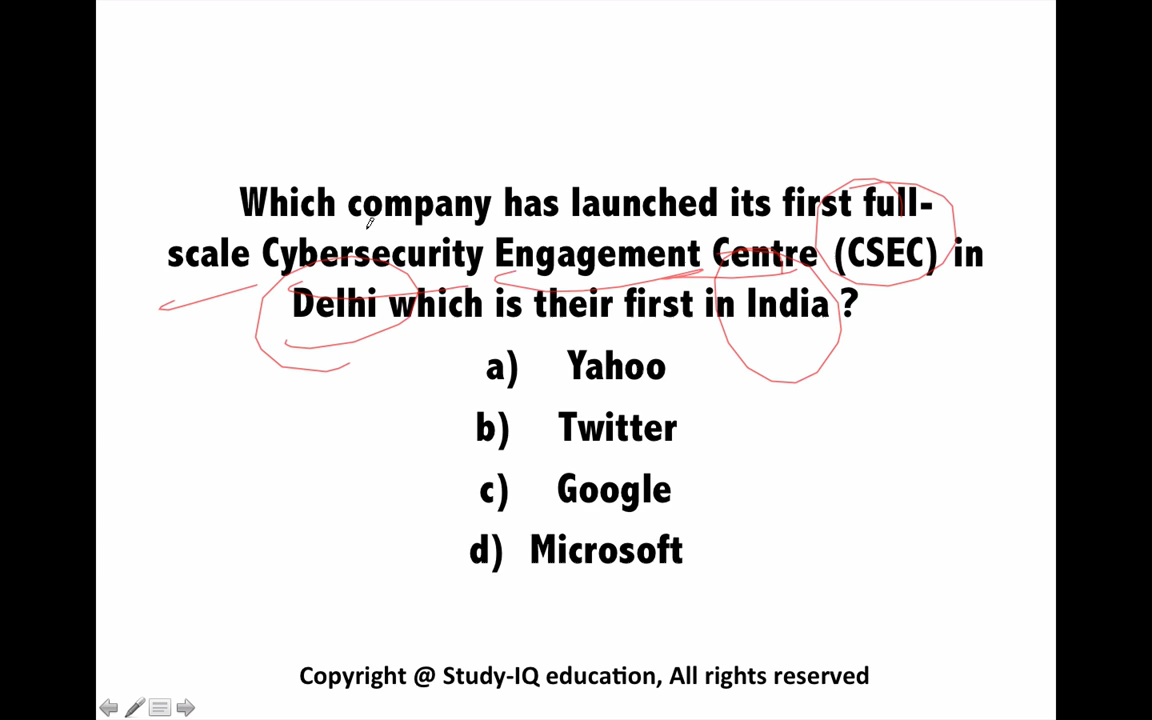 Which company has launched its first full-
scale Cybersecurity Engagement Centre (CSEC) in
Delhi which is their first in India ?
a) Yahoo
b) Twitter
c) Google
d) Microsoft
Copyright @ Study-IQ education, All rights reserved